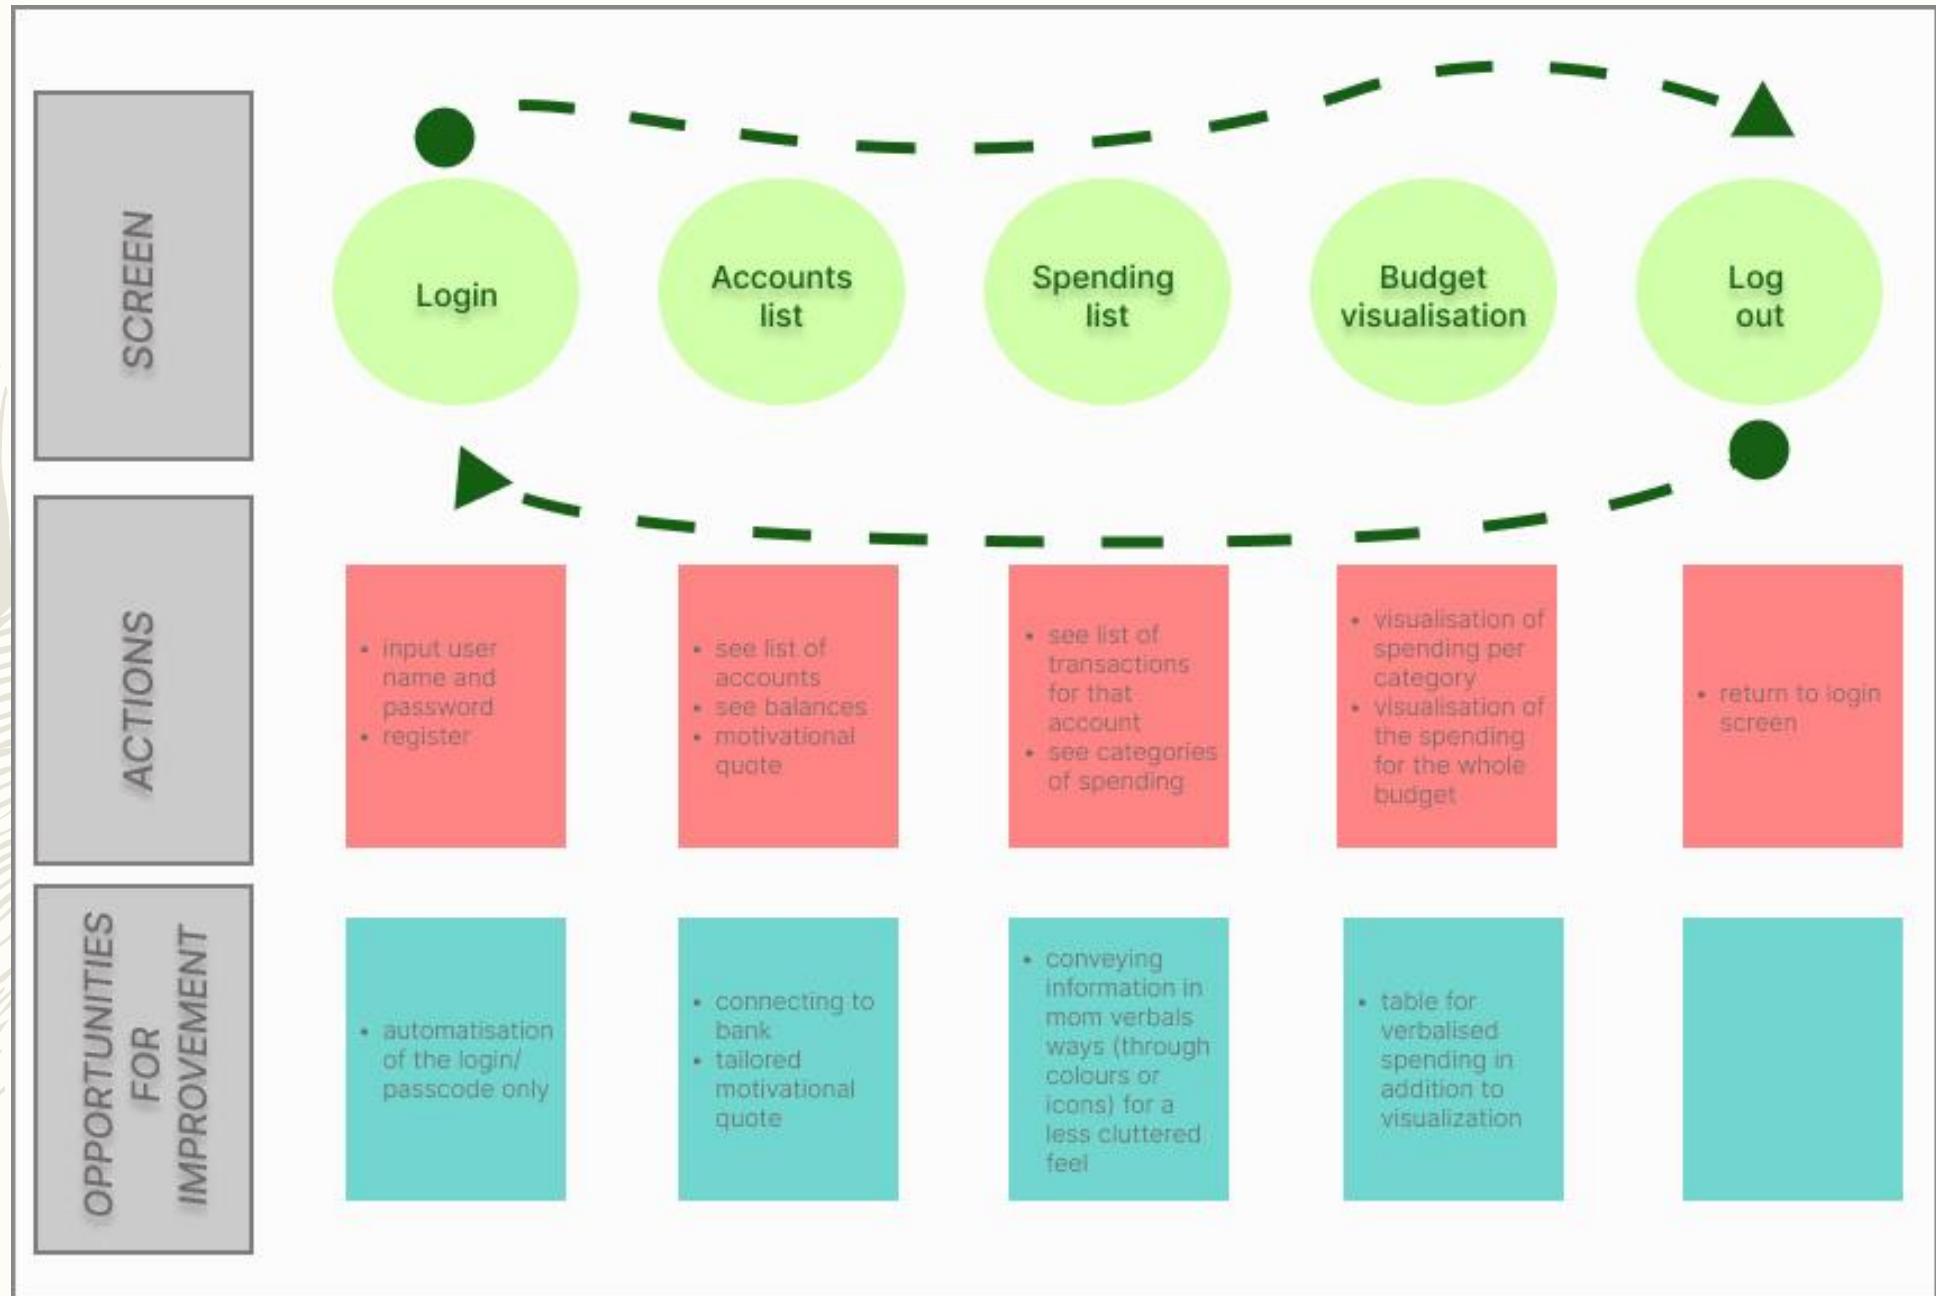 SCREEN
Login
Accounts
list
Spending
list
Budget
visualisation
Log
out
ACTIONS
• input user
name and
password
• register
• see list of
accounts
• see balances
• motivational
quote
• see list of
transactions
for that
account
• see categories
of spending
• visualisation of
spending per
category
• visualisation of
the spending
for the whole
budget
• return to login
screen
OPPORTUNITIES
FOR
IMPROVEMENT
• automatisation
of the login/
passcode only
• connecting to
bank
• tailored
motivational
quote
• conveying
information in
mom verbals
ways (through
colours or
icons) for a
less cluttered
feel
• table for
verbalised
spending in
addition to
visualization